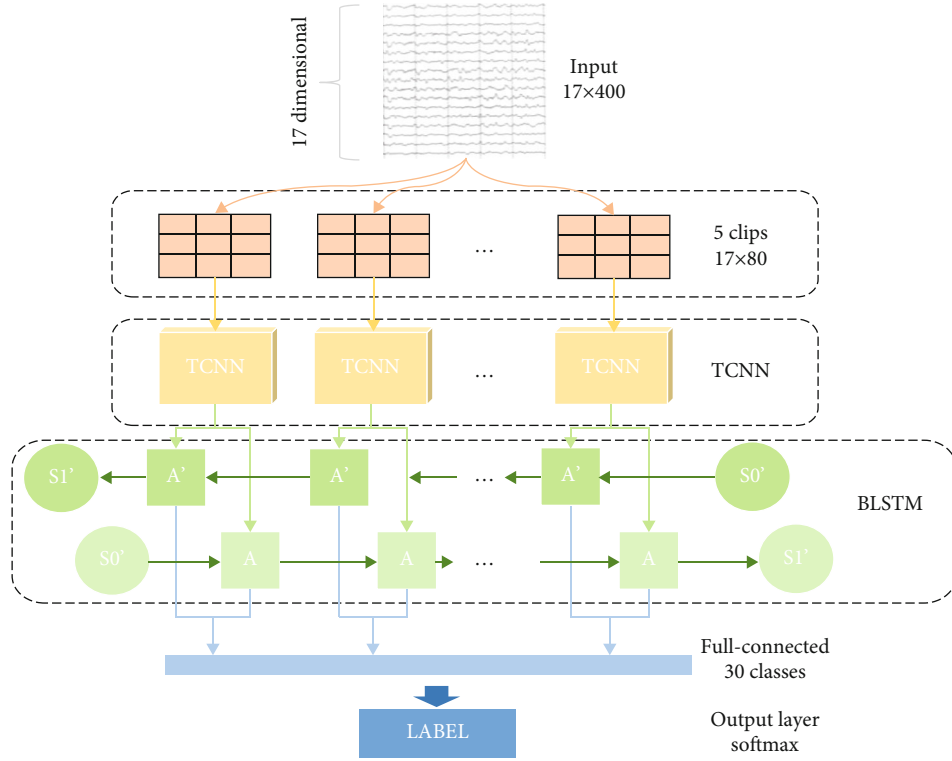 17 dimensional
Input
17×400
5 clips
17×80
...
TCNN
TCNN
...
TCNN
TCNN
S1'
A'
A'
...
A'
S0'
BLSTM
S0'
A
A
...
A
S1'
Full-connected
30 classes
LABEL
Output layer
softmax